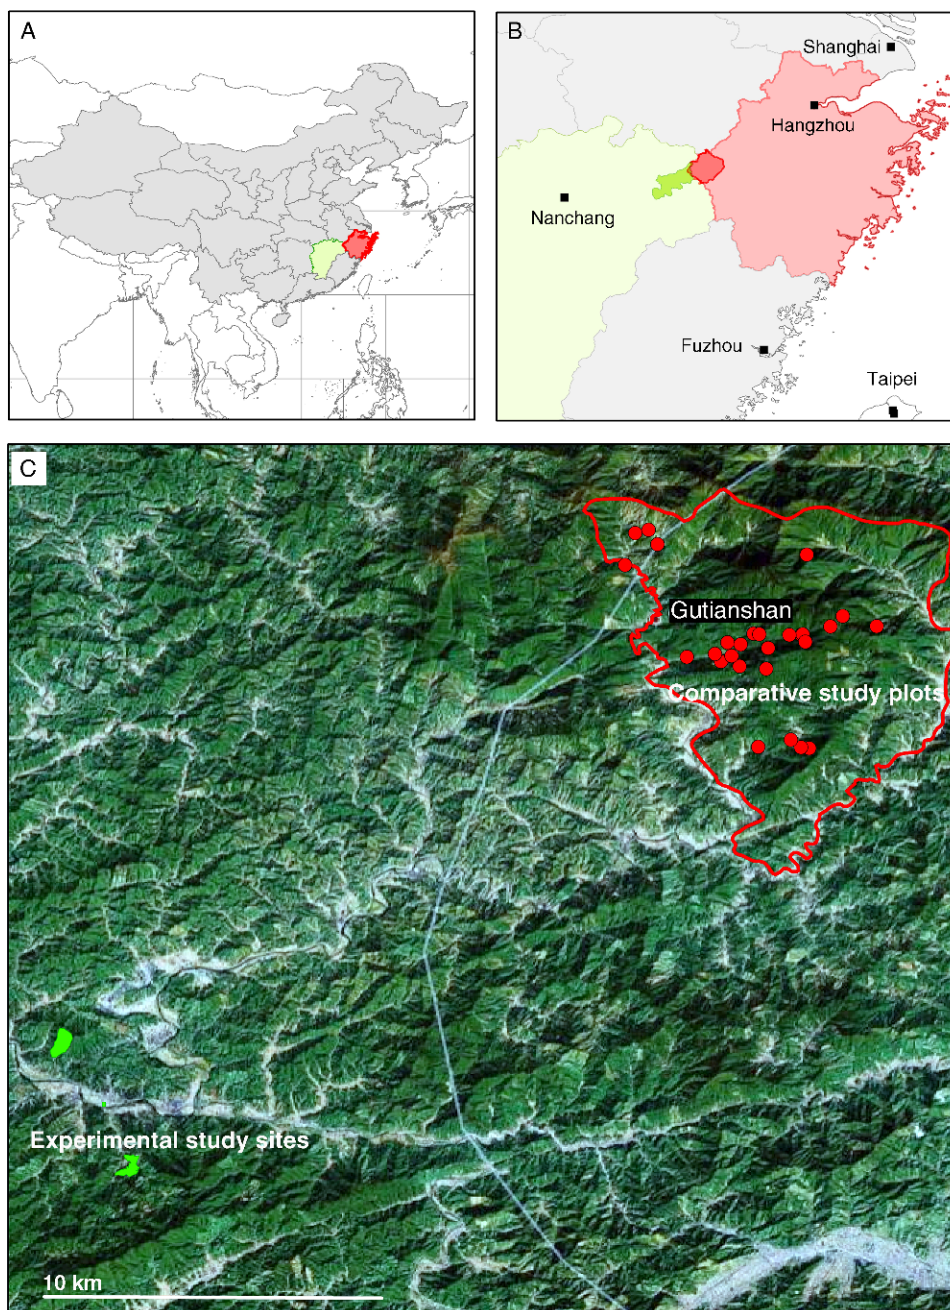 A
B
Shanghai
Hangzhou
Nanchang
Fuzhou
Taipei
C
Gutianshan
Comparative study plots
Experimental study sites
10 km